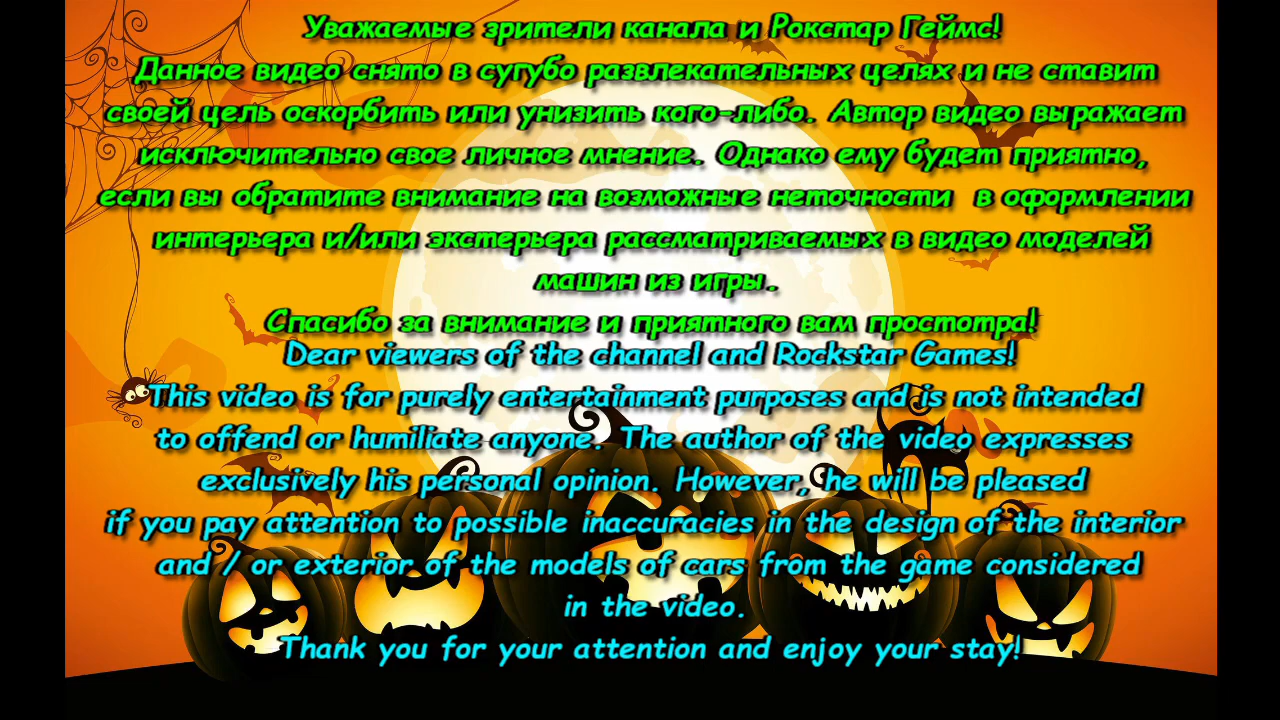 Уважаемые зрители канала и Рокстар Геймс!
Данное видео снято в сугубо развлекательных целях и не ставит
своей цель оскорбить или унизить кого-либо. Автор видео выражает
исключительно свое личное мнение. Однако ему будет приятно,
если вы обратите внимание на возможные неточности в оформлении
интерьера и/или экстерьера рассматриваемых в видео моделей
машин из игры.
Спасибо за внимание и приятного вам простотра!
Dear viewers of the channel and Rockstar Games!
This video is for purely entertainment purposes and is not intended
to offend or humiliate anyone. The author of the video expresses
exclusively his personal opinion. However, he will be pleased
if you pay attention to possible inaccuracies in the design of the interior
and / or exterior of the models of cars from the game considered
in the video.
Thank you for your attention and enjoy your stay!